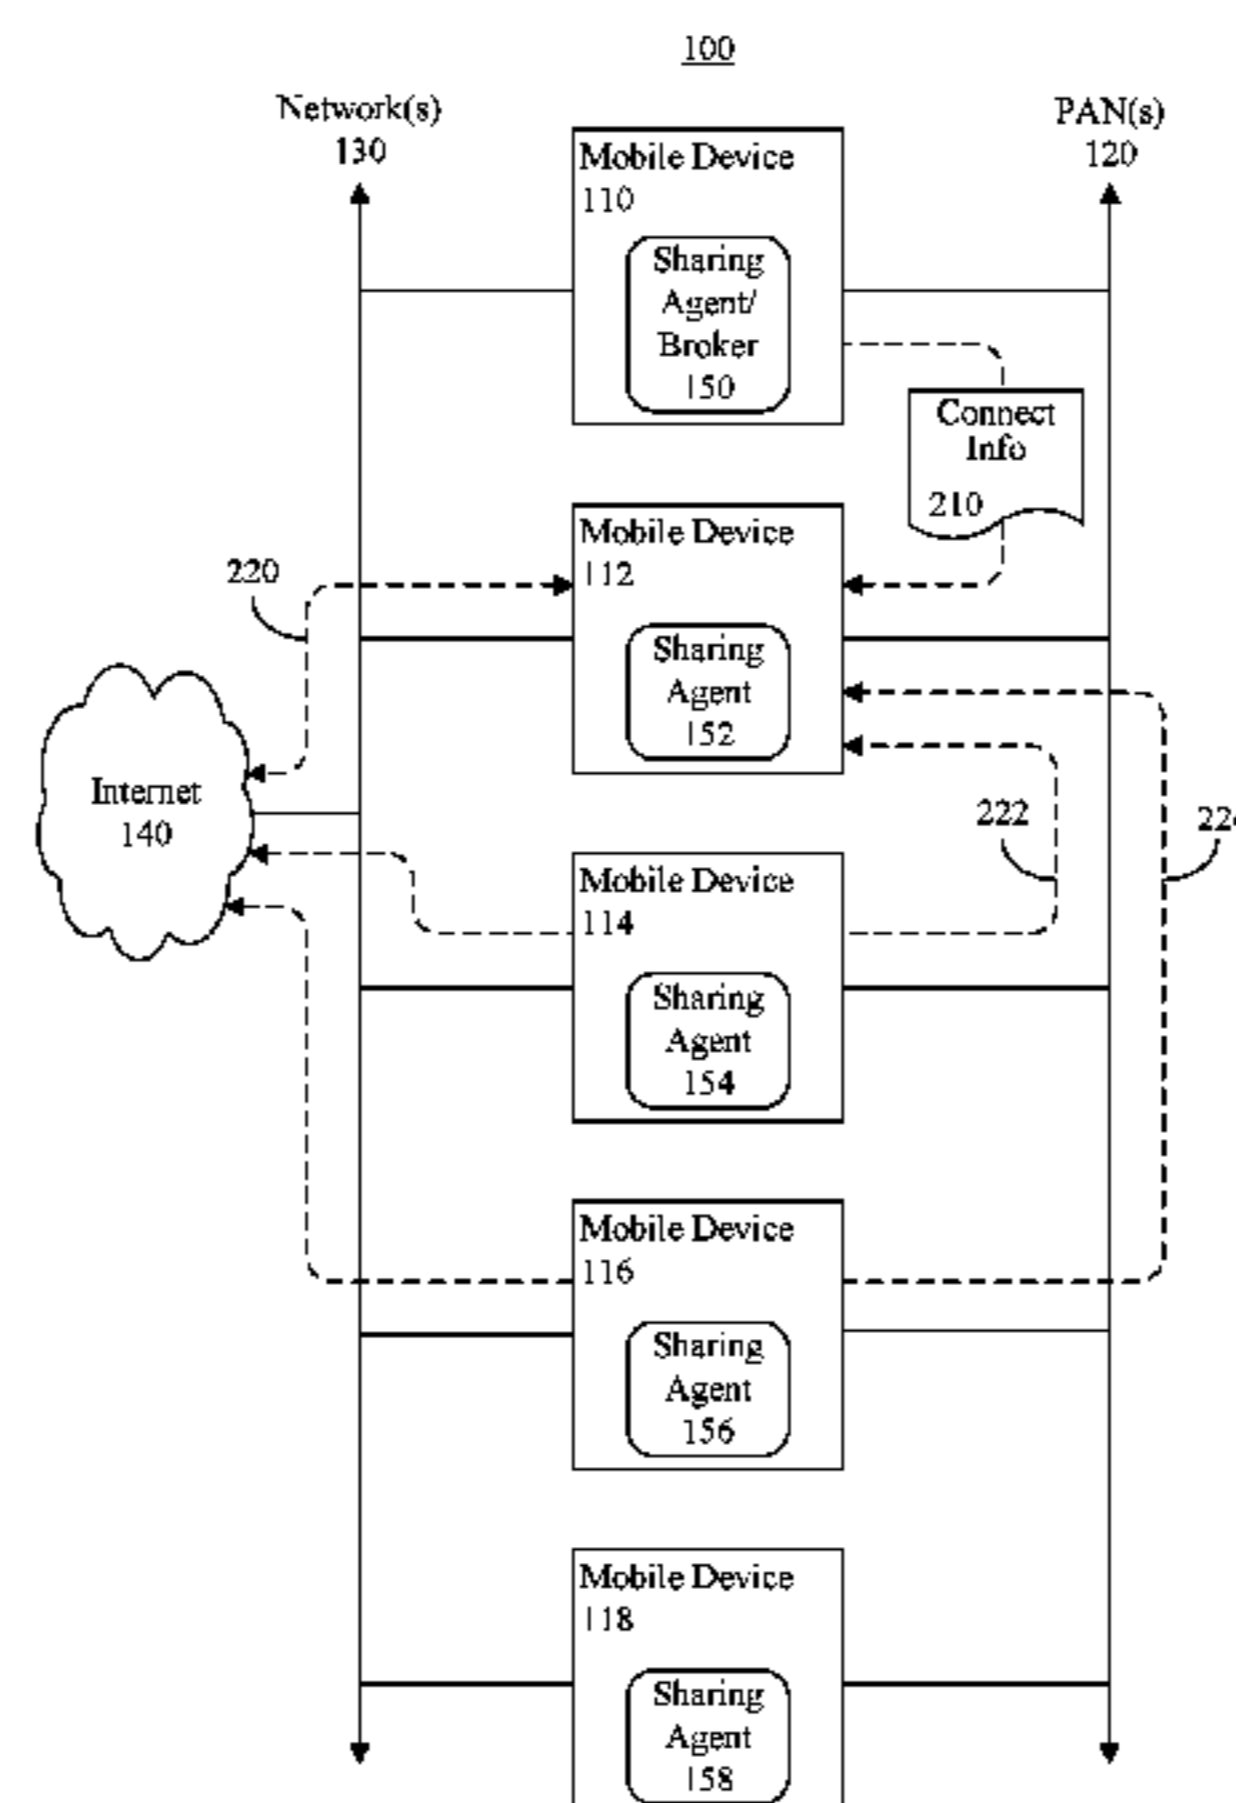 100
Network(s)
130
PAN(s)
120
Mobile Device
110
Sharing
Agent/
Broker
150
Connect
Info
210
Mobile Device
112
Sharing
Agent
152
220
Internet
140
222
Mobile Device
114
Sharing
Agent
154
Mobile Device
116
Sharing
Agent
156
Mobile Device
118
Sharing
Agent
158